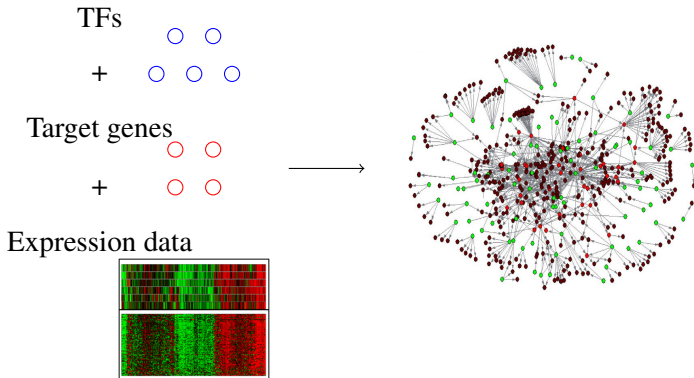 TFs
+
Target genes
+
Expression data